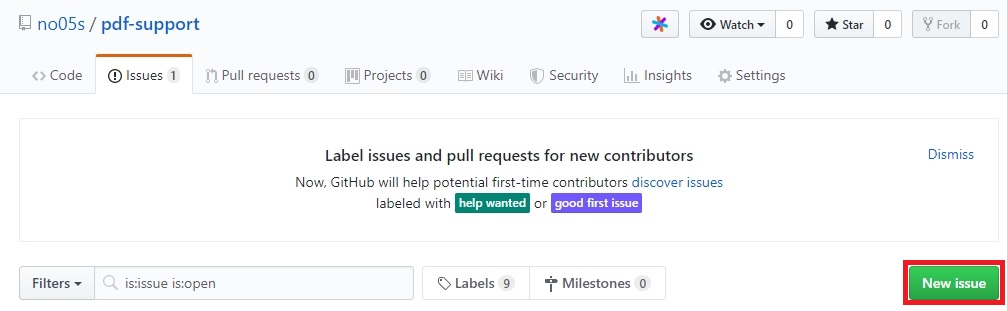 no05s / pdf-support
Watch 0 Star 0 Fork 0
Code Issues 1 Pull requests 0 Projects 0 Wiki Security Insights Settings
Label issues and pull requests for new contributors
Dismiss
Now, GitHub will help potential first-time contributors discover issues
labeled with help wanted or good first issue
Filters is:issue is:open Labels 9 Milestones 0 New issue